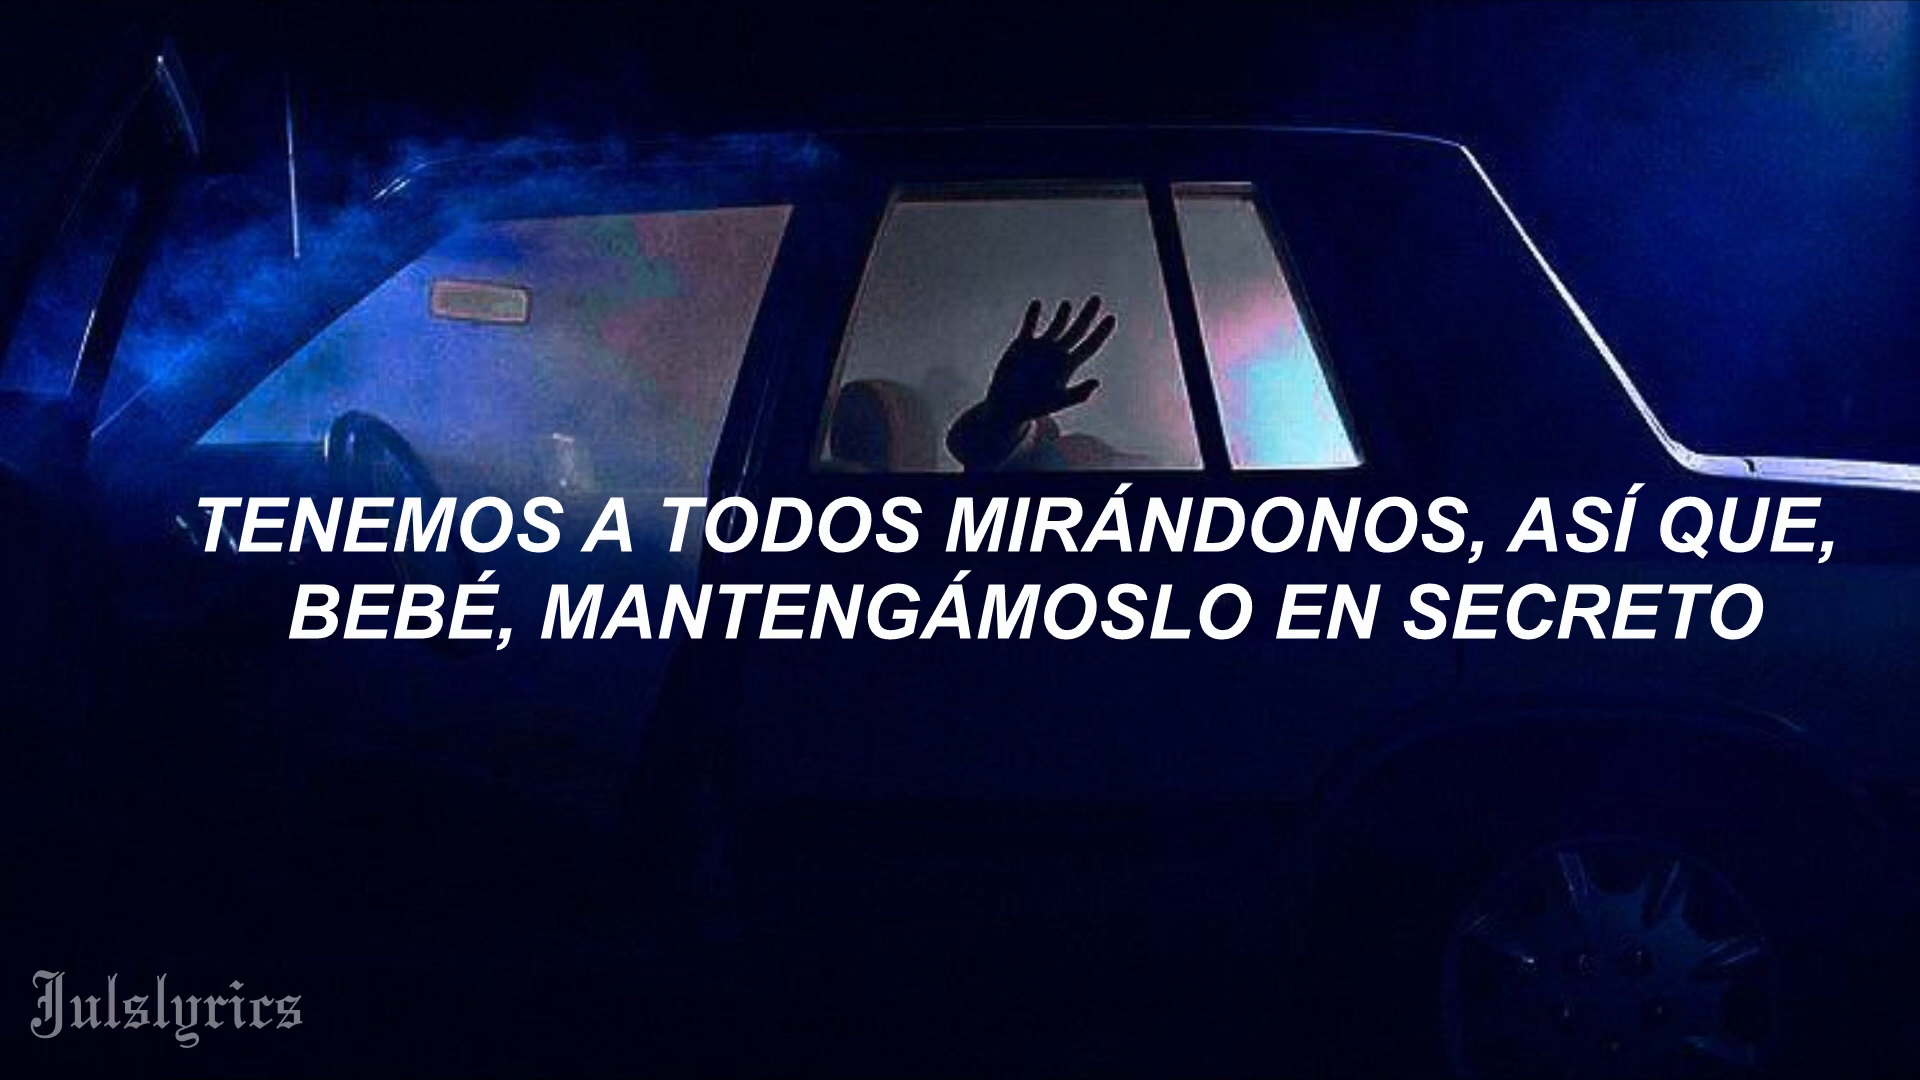 TENEMOS A TODOS MIRÁNDONOS, ASÍ QUE,
BEBÉ, MANTENGÁMOSLO EN SECRETO
Julslyrics